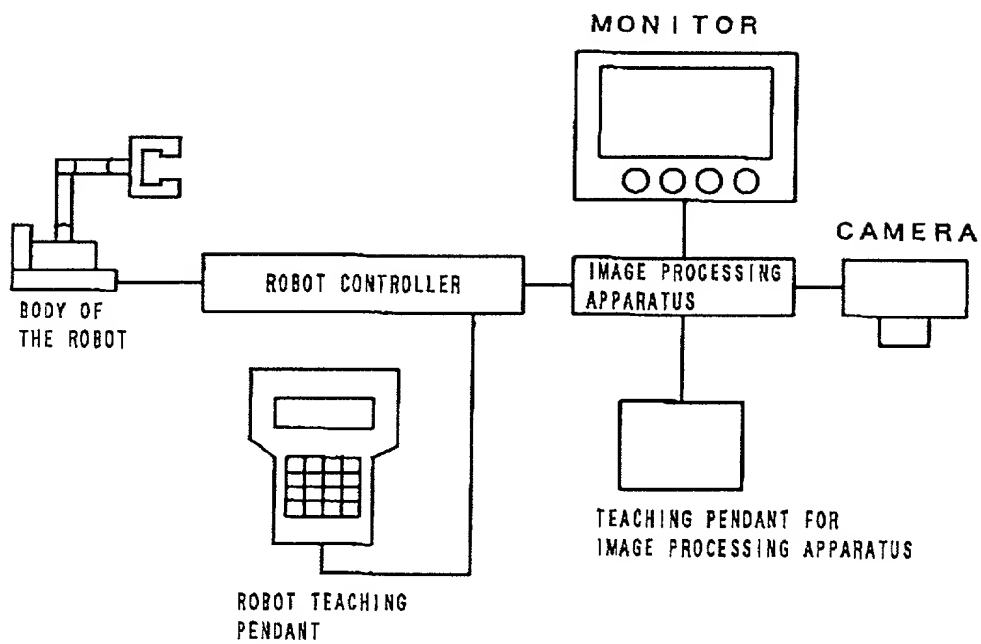 MONITOR
CAMERA
ROBOT CONTROLLER
IMAGE PROCESSING
APPARATUS
BODY OF
THE ROBOT
TEACHING PENDANT FOR
IMAGE PROCESSING APPARATUS
ROBOT TEACHING
PENDANT